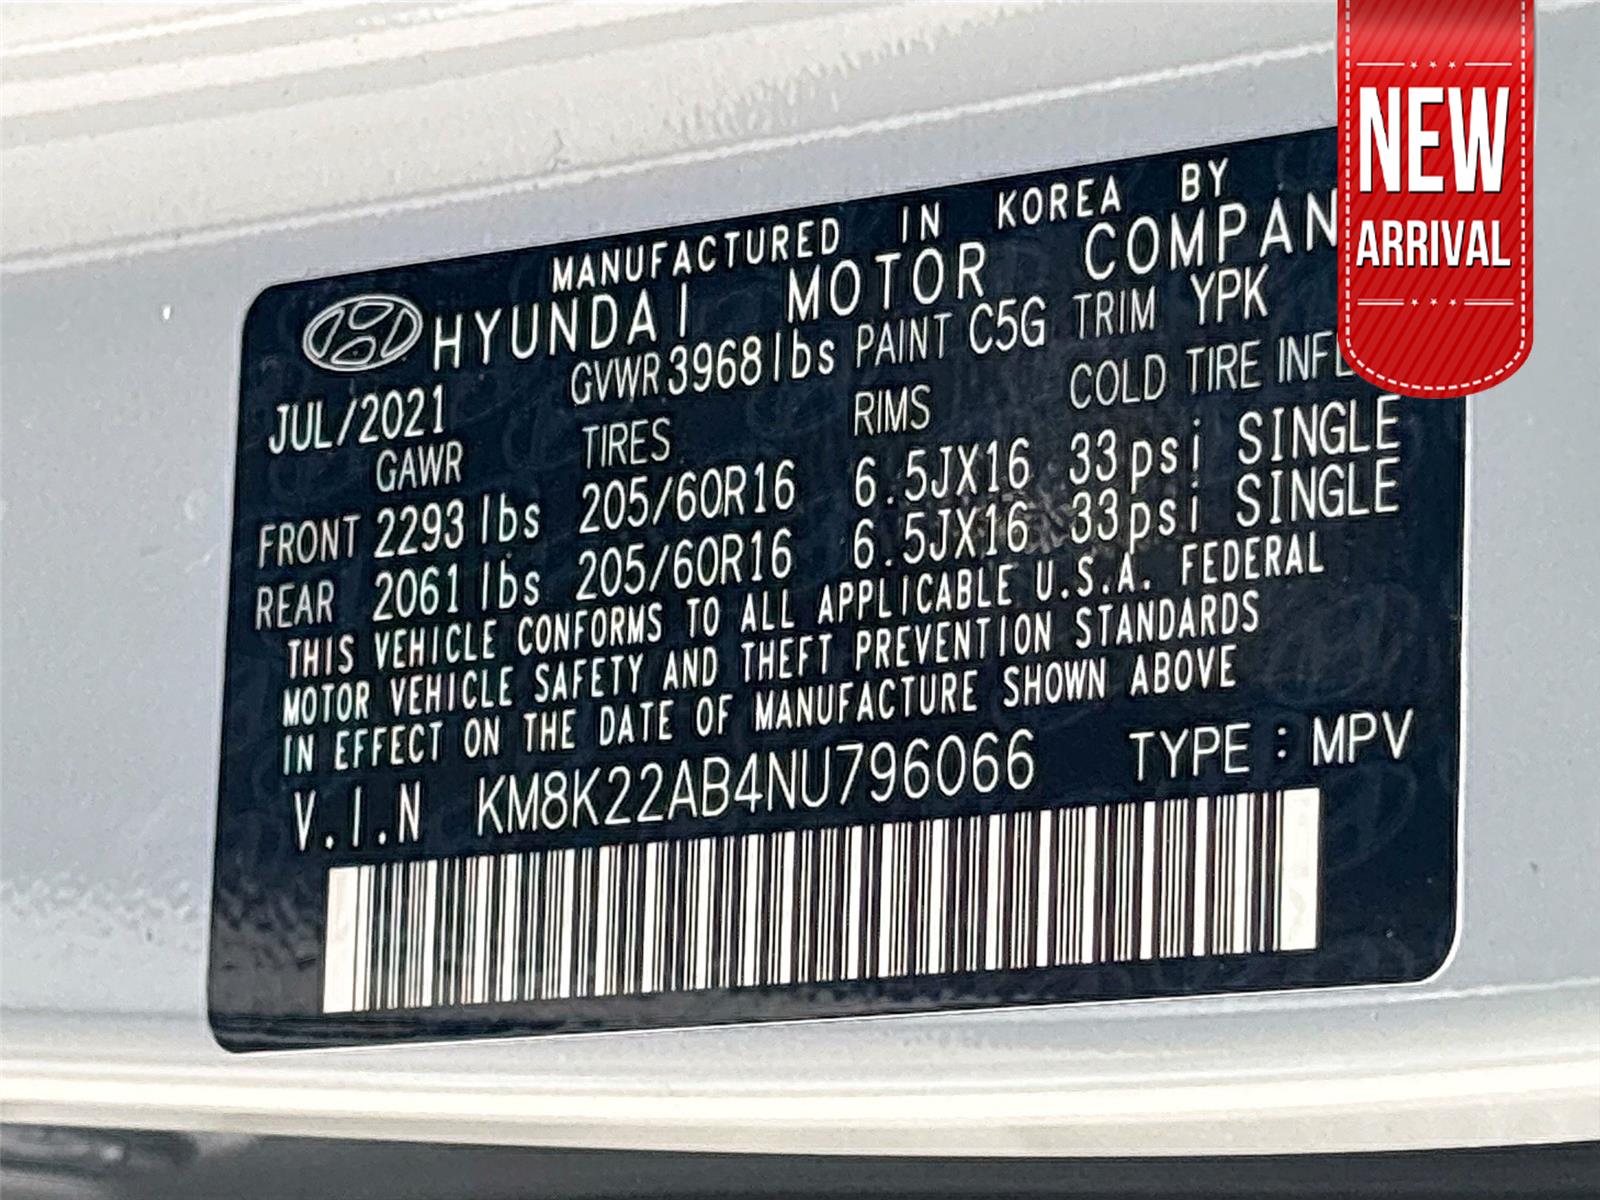 NEW
ARRIVAL
MANUFACTURED IN KOREA BY
HYUNDAI MOTOR COMPAN
JUL/2021 GVWR 3968 lbs PAINT C5G TRIM YPK
GAWR TIRES RIMS COLD TIRE INFL
FRONT 2293 lbs 205/60R16 6.5JX16 33psi SINGLE
REAR 2061 lbs 205/60R16 6.5JX16 33psi SINGLE
THIS VEHICLE CONFORMS TO ALL APPLICABLE U.S.A. FEDERAL
MOTOR VEHICLE SAFETY AND THEFT PREVENTION STANDARDS
IN EFFECT ON THE DATE OF MANUFACTURE SHOWN ABOVE
V.I.N KM8K22AB4NU796066 TYPE : MPV